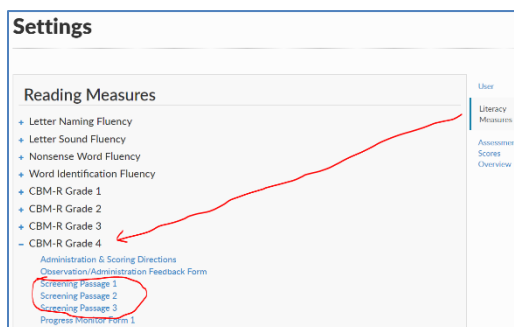 Settings
Reading Measures
+ Letter Naming Fluency
+ Letter Sound Fluency
+ Nonsense Word Fluency
+ Word Identification Fluency
+ CBM-R Grade 1
+ CBM-R Grade 2
+ CBM-R Grade 3
– CBM-R Grade 4
Administration & Scoring Directions
Observation/Administration Feedback Form
Screening Passage 1
Screening Passage 2
Screening Passage 3
Progress Monitor Form 1
User
Literacy
Measures
Assessmen
Scores
Overview